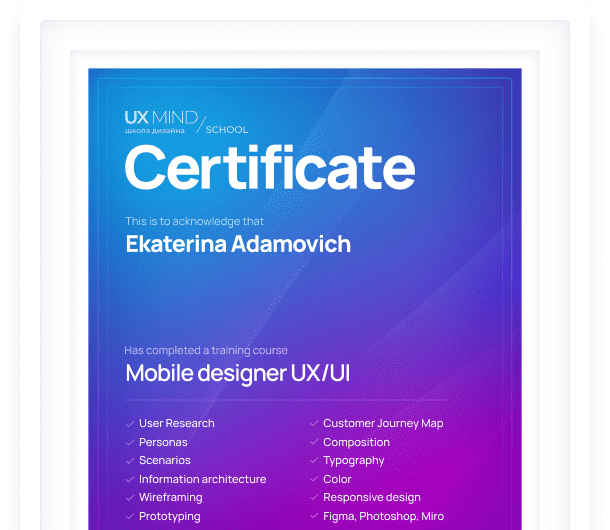 UX MIND
школа дизайна / SCHOOL
Certificate
This is to acknowledge that
Ekaterina Adamovich
Has completed a training course
Mobile designer UX/UI
User Research
Personas
Scenarios
Information architecture
Wireframing
Prototyping
Customer Journey Map
Composition
Typography
Color
Responsive design
Figma, Photoshop, Miro